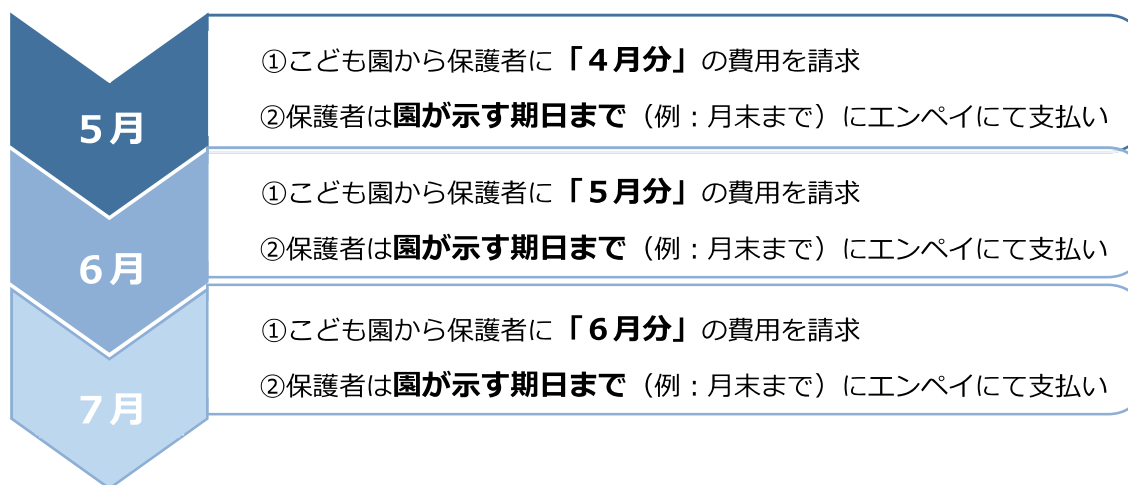 5月
①こども園から保護者に「4月分」の費用を請求
②保護者は園が示す期日まで（例：月末まで）にエンペイにて支払い
6月
①こども園から保護者に「5月分」の費用を請求
②保護者は園が示す期日まで（例：月末まで）にエンペイにて支払い
7月
①こども園から保護者に「6月分」の費用を請求
②保護者は園が示す期日まで（例：月末まで）にエンペイにて支払い